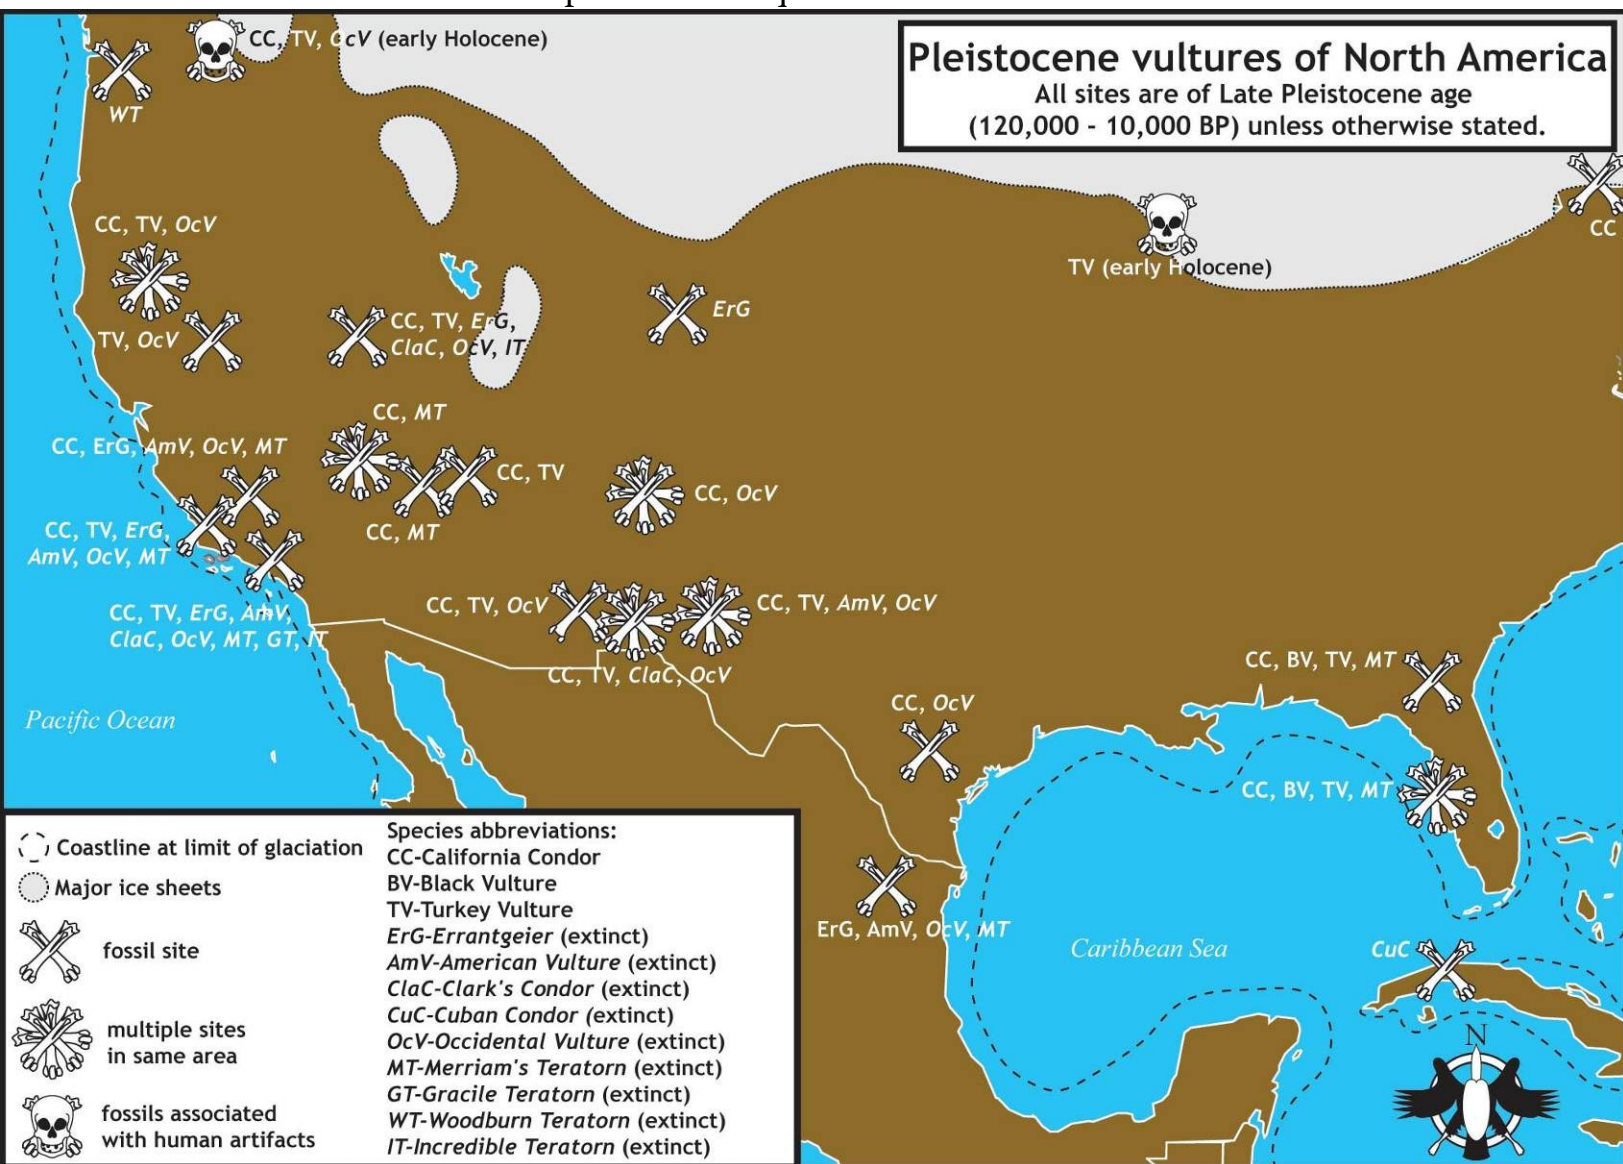 CC, TV, OcV (early Holocene)
Pleistocene vultures of North America
All sites are of Late Pleistocene age
(120,000 - 10,000 BP) unless otherwise stated.
WT
CC, TV, OcV
CC
TV (early Holocene)
TV, OcV
CC, TV, ErG,
ClaC, OcV, IT
ErG
CC, MT
CC, ErG, AmV, OcV, MT
CC, TV
CC, OcV
CC, MT
CC, TV, ErG,
AmV, OcV, MT
CC, TV, OcV
CC, TV, AmV, OcV
CC, TV, ErG, AmV,
ClaC, OcV, MT, GT, IT
CC, TV, ClaC, OcV
CC, BV, TV, MT
CC, OcV
Pacific Ocean
CC, BV, TV, MT
ErG, AmV, OcV, MT
Caribbean Sea
CuC
N
Coastline at limit of glaciation
Major ice sheets
fossil site
multiple sites
in same area
fossils associated
with human artifacts
Species abbreviations:
CC-California Condor
BV-Black Vulture
TV-Turkey Vulture
ErG-Errantgeier (extinct)
AmV-American Vulture (extinct)
ClaC-Clark's Condor (extinct)
CuC-Cuban Condor (extinct)
OcV-Occidental Vulture (extinct)
MT-Merriam's Teratorn (extinct)
GT-Gracile Teratorn (extinct)
WT-Woodburn Teratorn (extinct)
IT-Incredible Teratorn (extinct)